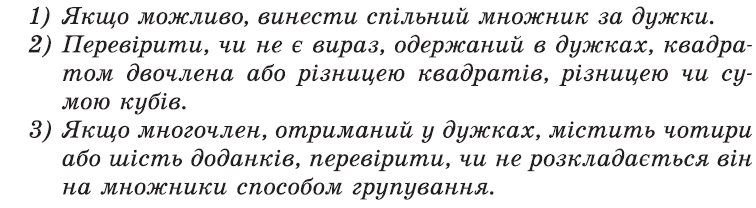 1) Якщо можливо, винести спільний множник за дужки.
2) Перевірити, чи не є вираз, одержаний в дужках, квадра-
том двочлена або різницею квадратів, різницею чи су-
мою кубів.
3) Якщо многочлен, отриманий у дужках, містить чотири
або шість доданків, перевірити, чи не розкладається він
на множники способом групування.